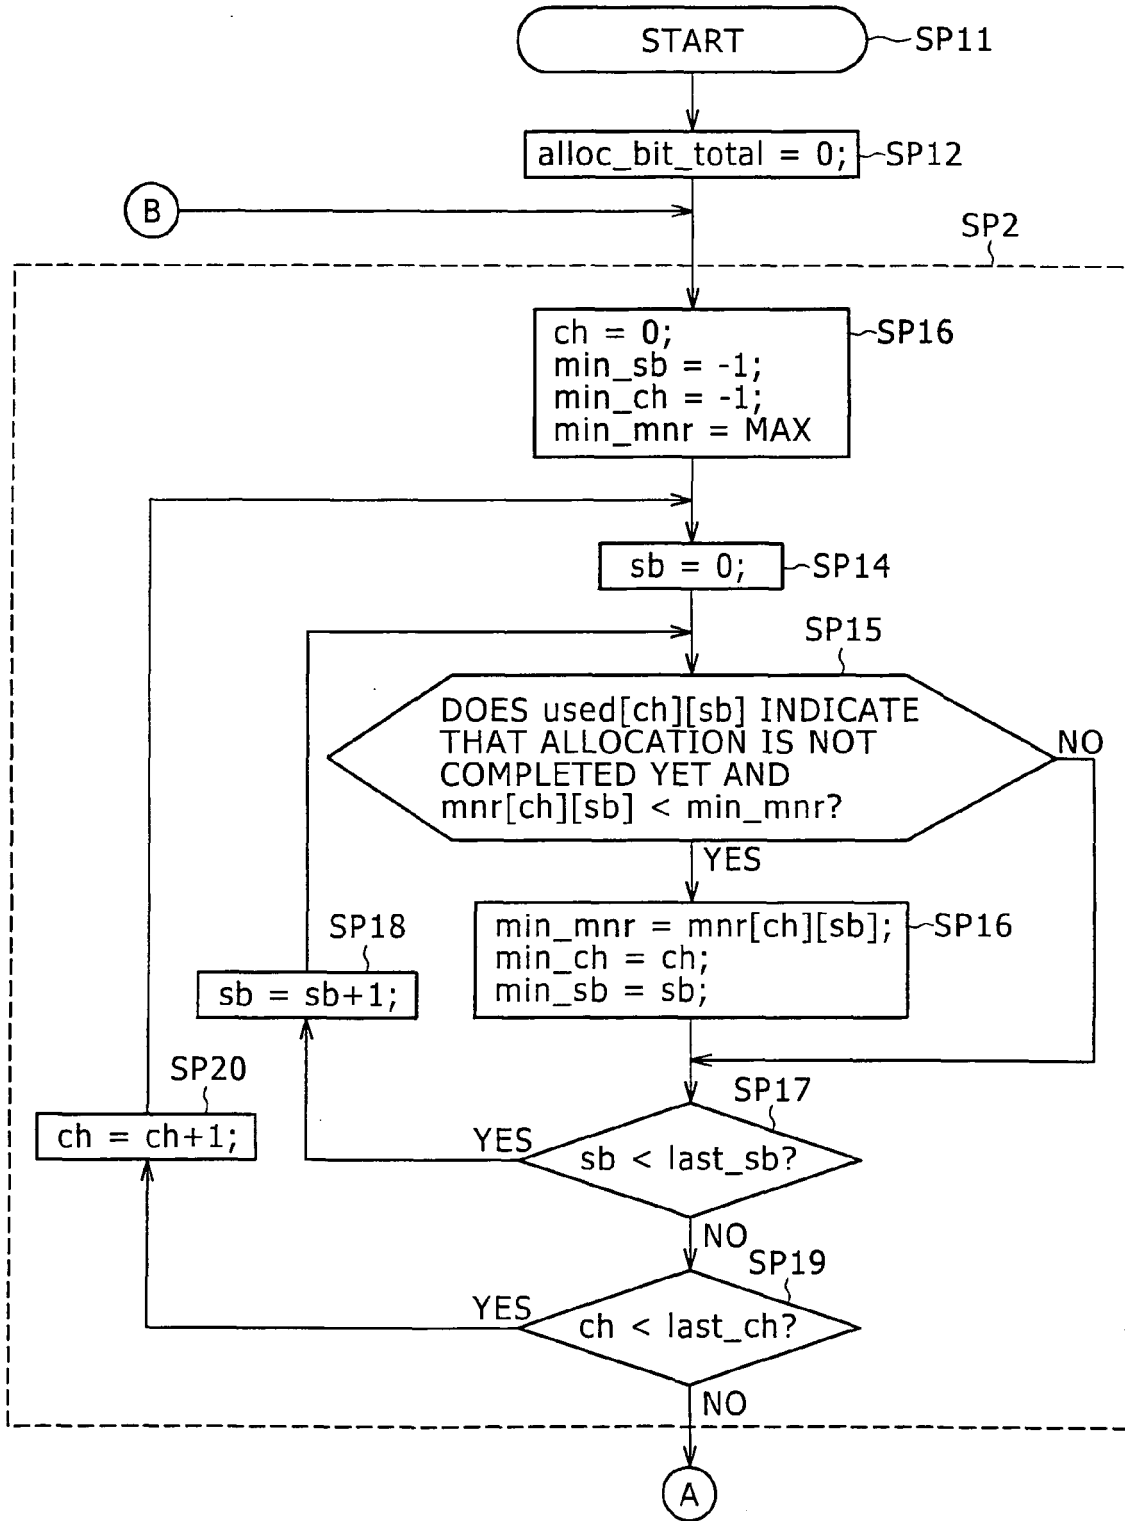 START
SP11
alloc_bit_total = 0;
SP12
B
SP2
ch = 0;
min_sb = -1;
min_ch = -1;
min_mnr = MAX
SP16
sb = 0;
SP14
SP15
DOES used[ch][sb] INDICATE
THAT ALLOCATION IS NOT
COMPLETED YET AND
mnr[ch][sb] < min_mnr?
NO
YES
min_mnr = mnr[ch][sb];
min_ch = ch;
min_sb = sb;
SP16
SP18
sb = sb+1;
SP20
ch = ch+1;
SP17
YES
sb < last_sb?
NO
SP19
YES
ch < last_ch?
NO
A